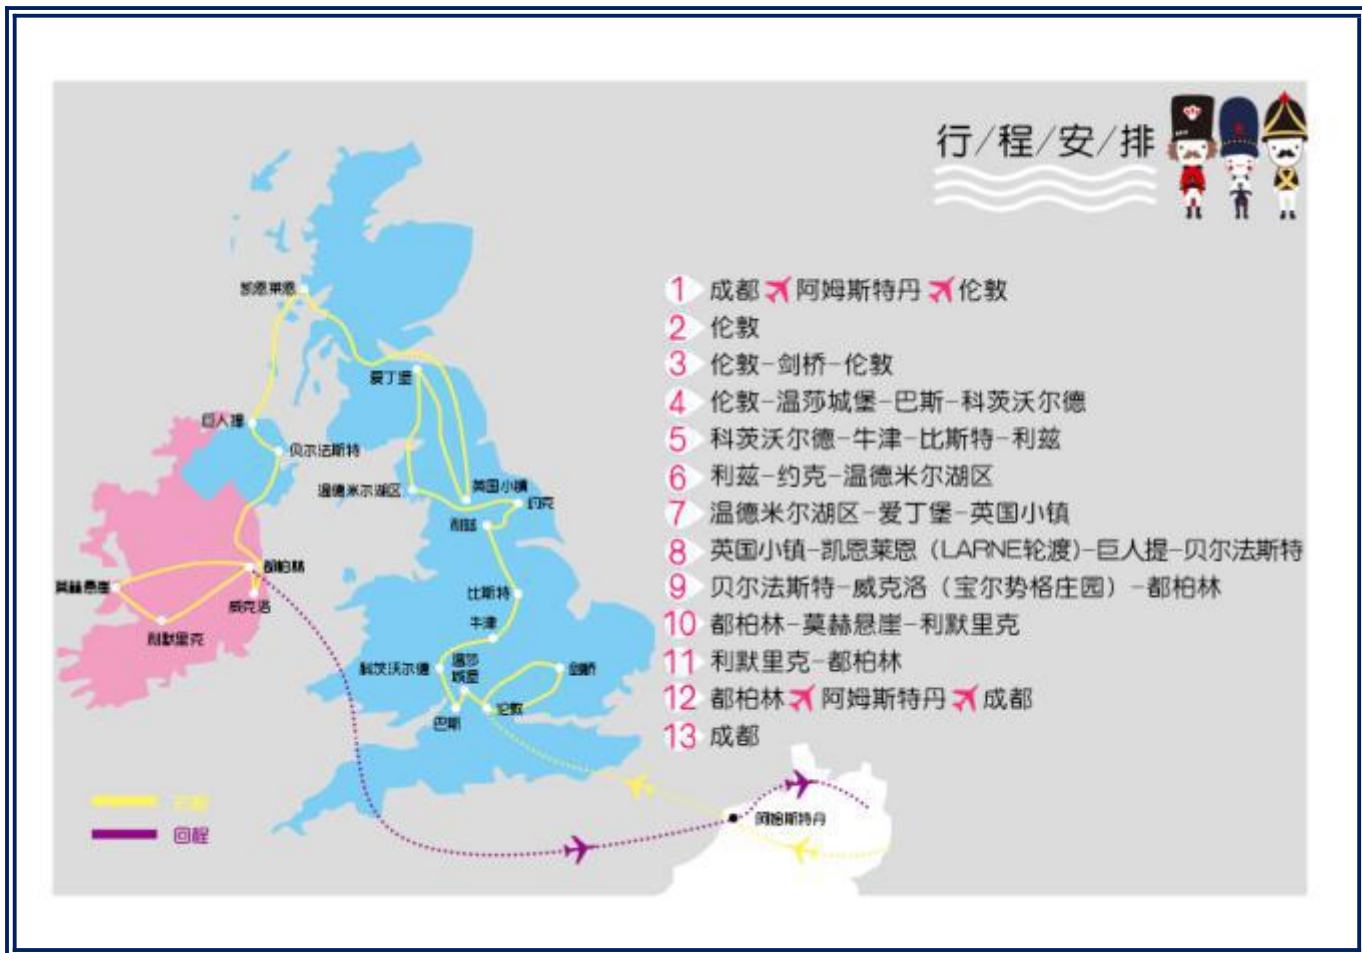 行/程/安/排
1 成都 阿姆斯特丹 伦敦
2 伦敦
3 伦敦-剑桥-伦敦
4 伦敦-温莎城堡-巴斯-科茨沃尔德
5 科茨沃尔德-牛津-比斯特-利兹
6 利兹-约克-温德米尔湖区
7 温德米尔湖区-爱丁堡-英国小镇
8 英国小镇-凯恩莱恩（LARNE轮渡)-巨人提-贝尔法斯特
9 贝尔法斯特-威克洛（宝尔势格庄园）-都柏林
10 都柏林-莫赫悬崖-利默里克
11 利默里克-都柏林
12 都柏林 阿姆斯特丹 成都
13 成都
凯恩莱恩
爱丁堡
巨人提
贝尔法斯特
温德米尔湖区
英国小镇
约克
利兹
都柏林
莫赫悬崖
威克洛
利默里克
比斯特
牛津
科茨沃尔德
温莎
城堡
剑桥
巴斯
伦敦
阿姆斯特丹
回程